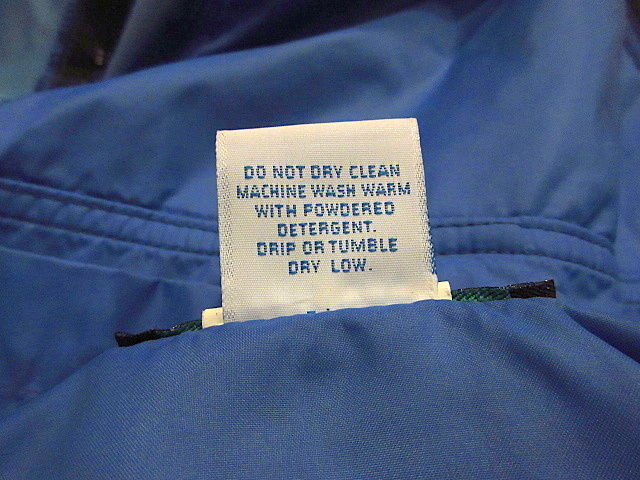 DO NOT DRY CLEAN
MACHINE WASH WARM
WITH POWDERED
DETERGENT.
DRIP OR TUMBLE
DRY LOW.